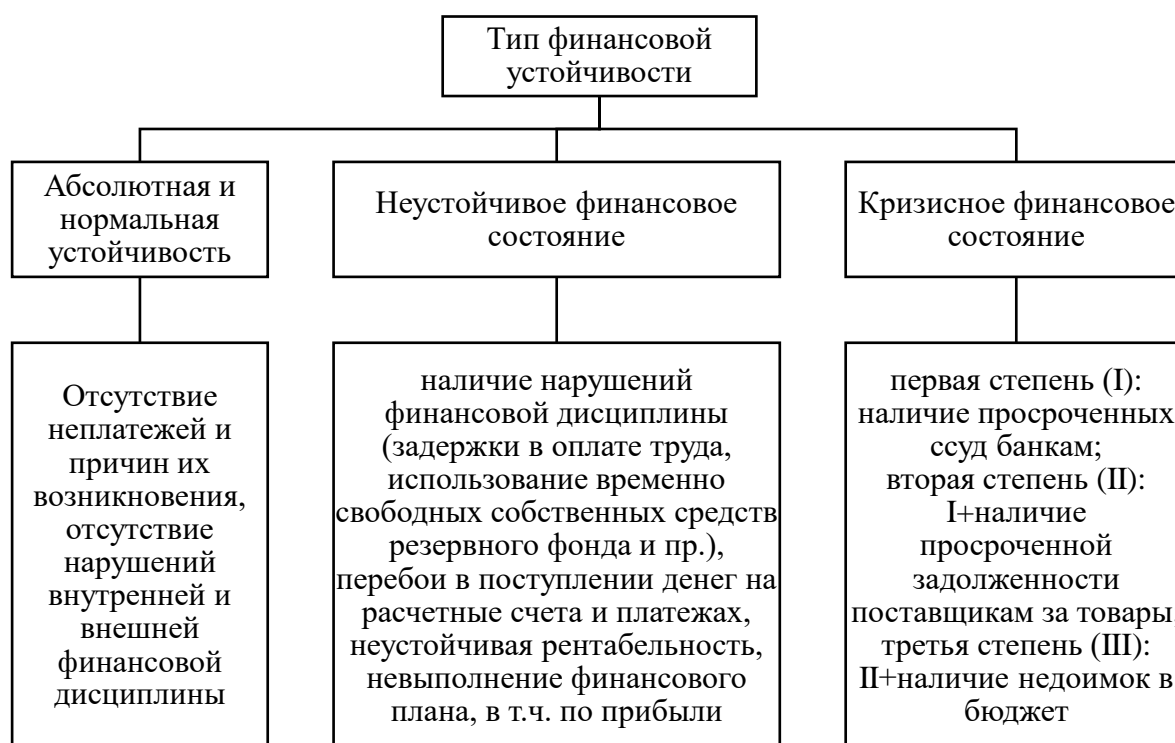 Тип финансовой
устойчивости
Абсолютная и
нормальная
устойчивость
Неустойчивое финансовое
состояние
Кризисное финансовое
состояние
Отсутствие
неплатежей и
причин их
возникновения,
отсутствие
нарушений
внутренней и
внешней
финансовой
дисциплины
наличие нарушений
финансовой дисциплины
(задержки в оплате труда,
использование временно
свободных собственных средств
резервного фонда и пр.),
перебои в поступлении денег на
расчетные счета и платежах,
неустойчивая рентабельность,
невыполнение финансового
плана, в т.ч. по прибыли
первая степень (I):
наличие просроченных
ссуд банкам;
вторая степень (II):
I+наличие
просроченной
задолженности
поставщикам за товары.
третья степень (III):
II+наличие недоимок в
бюджет